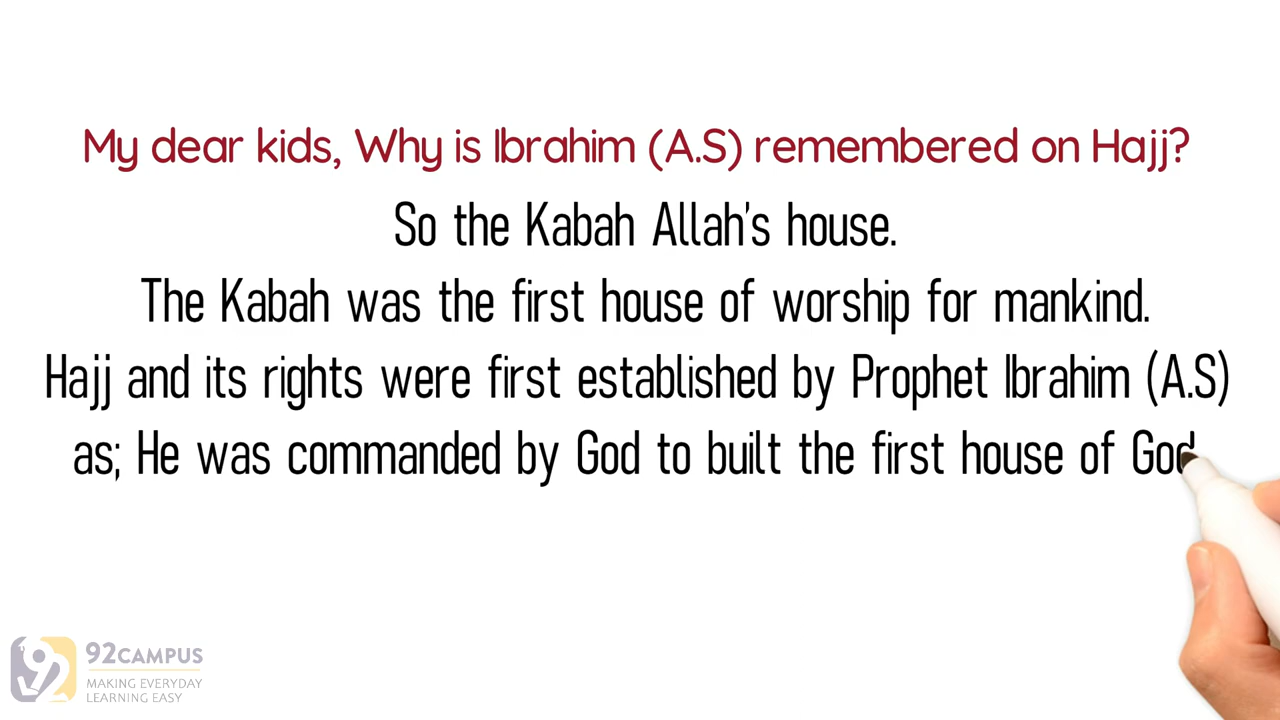 My dear kids, Why is Ibrahim (A.S) remembered on Hajj?
So the Kabah Allah's house.
The Kabah was the first house of worship for mankind.
Hajj and its rights were first established by Prophet Ibrahim (A.S)
as; He was commanded by God to built the first house of God
92CAMPUS
MAKING EVERYDAY
LEARNING EASY